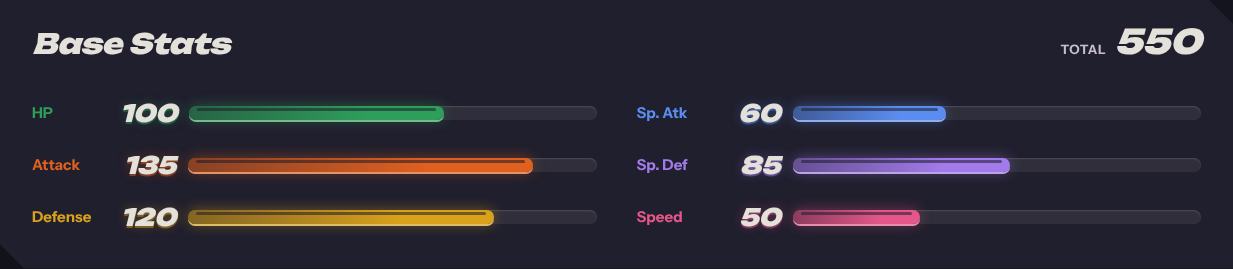 Base Stats
TOTAL 550
HP 100
Attack 135
Defense 120
Sp. Atk 60
Sp. Def 85
Speed 50